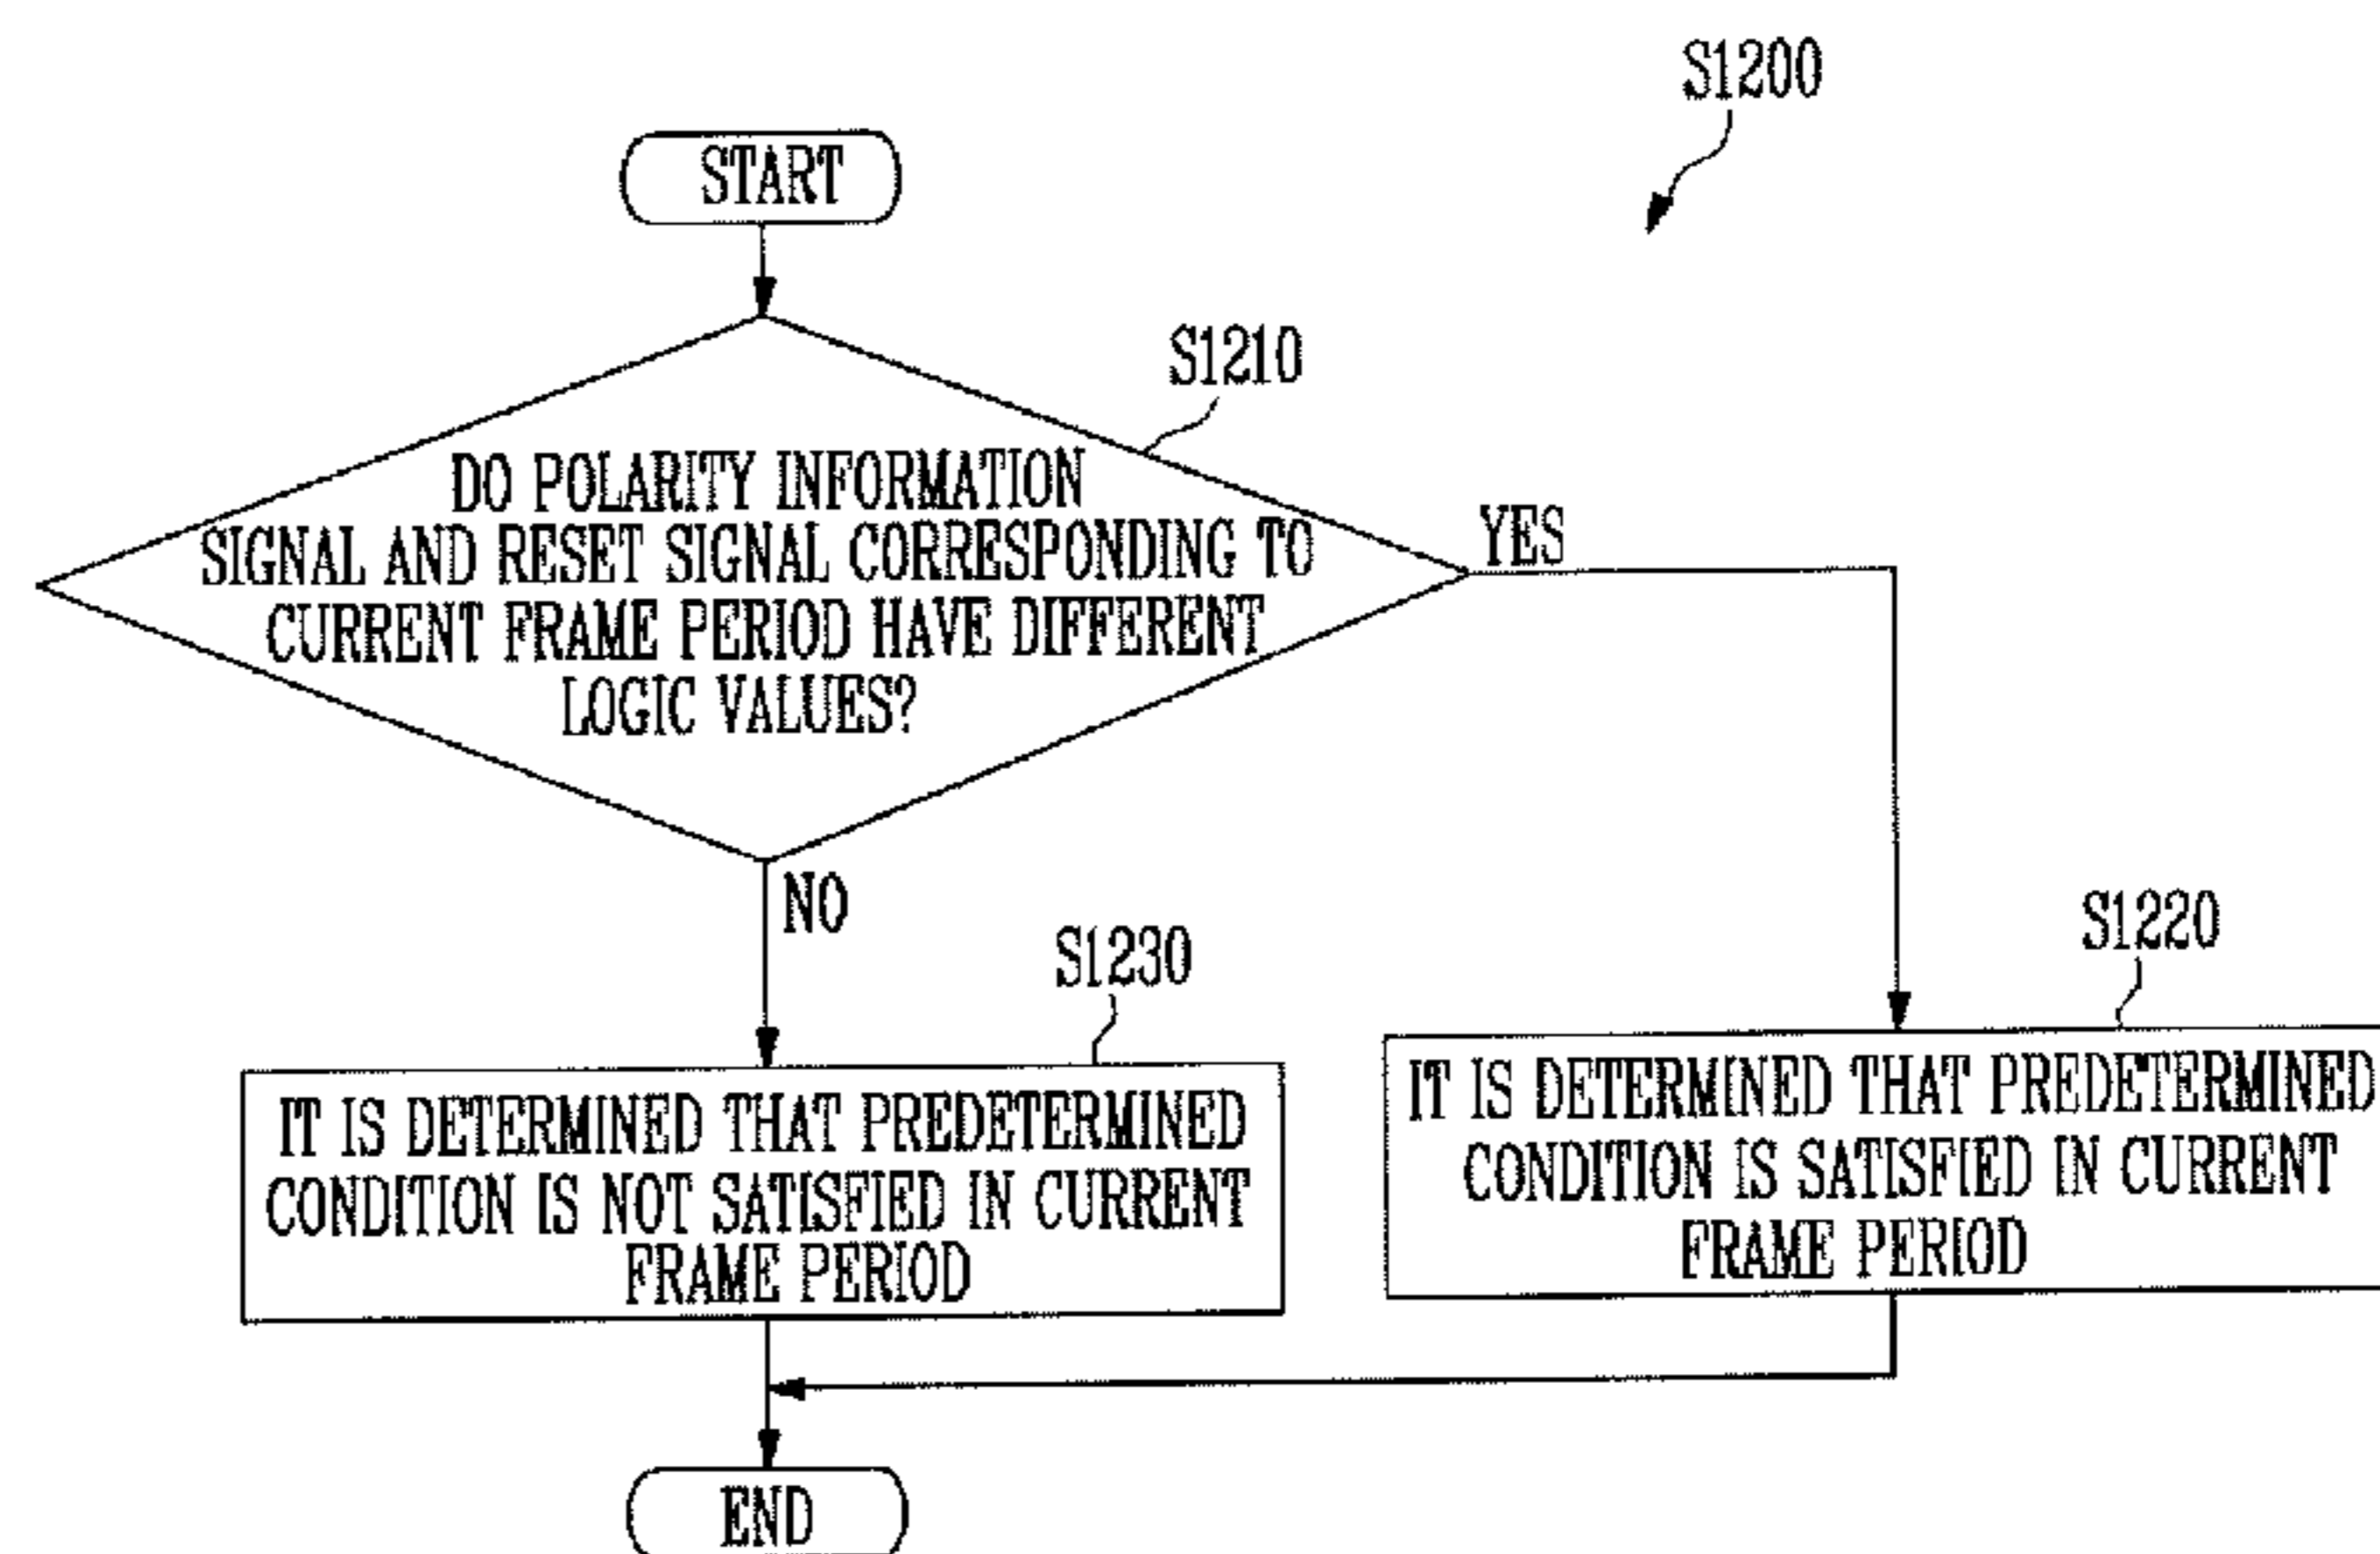 S1200
START
S1210
DO POLARITY INFORMATION
SIGNAL AND RESET SIGNAL CORRESPONDING TO
CURRENT FRAME PERIOD HAVE DIFFERENT
LOGIC VALUES?
YES
NO
S1230
S1220
IT IS DETERMINED THAT PREDETERMINED
CONDITION IS NOT SATISFIED IN CURRENT
FRAME PERIOD
IT IS DETERMINED THAT PREDETERMINED
CONDITION IS SATISFIED IN CURRENT
FRAME PERIOD
END